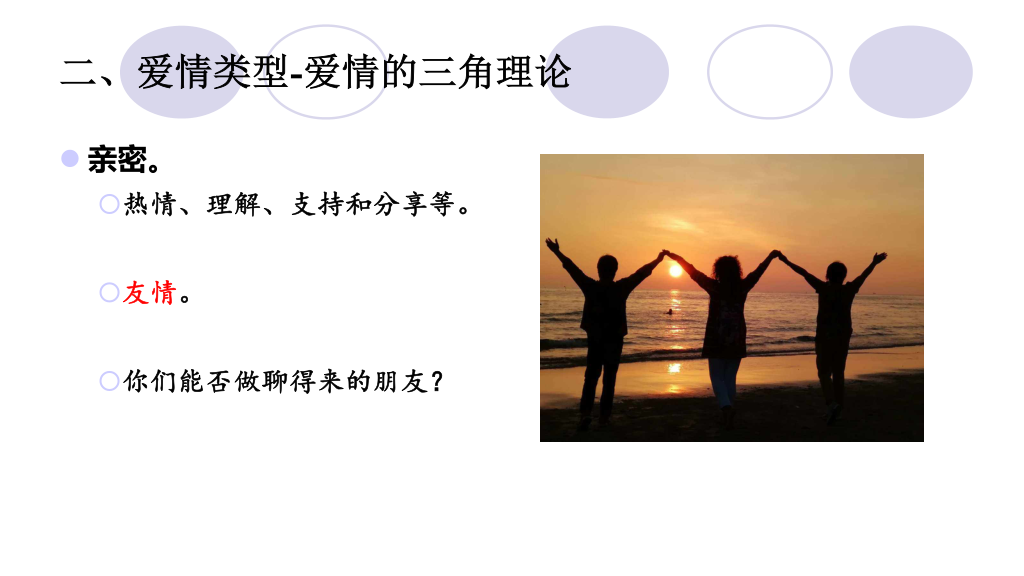 二、爱情类型-爱情的三角理论
亲密。
热情、理解、支持和分享等。
友情。
你们能否做聊得来的朋友？